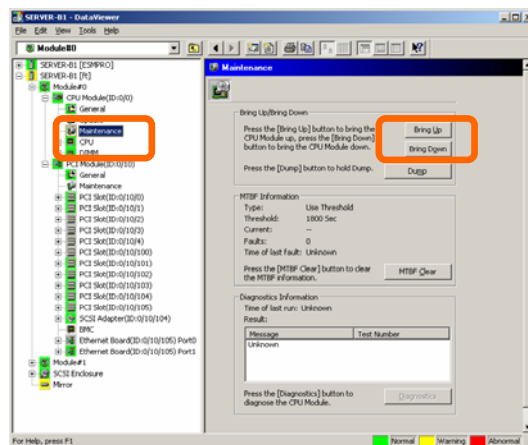 SERVER-B1 - DataViewer
File Edit View Tools Help
Module#0
SERVER-B1 [ESMPRO]
SERVER-B1 [ft]
Module#0
CPU Module(ID:0/0)
General
Maintenance
CPU
DIMM
PCI Module(ID:0/10)
General
Maintenance
PCI Slot(ID:0/10/0)
PCI Slot(ID:0/10/1)
PCI Slot(ID:0/10/2)
PCI Slot(ID:0/10/3)
PCI Slot(ID:0/10/4)
PCI Slot(ID:0/10/100)
PCI Slot(ID:0/10/101)
PCI Slot(ID:0/10/102)
PCI Slot(ID:0/10/103)
PCI Slot(ID:0/10/104)
PCI Slot(ID:0/10/105)
SCSI Adapter(ID:0/10/104)
BMC
Ethernet Board(ID:0/10/105) Port0
Ethernet Board(ID:0/10/105) Port1
Module#1
SCSI Enclosure
Mirror
Maintenance
Bring Up/Bring Down
Press the [Bring Up] button to bring the
CPU Module up, press the [Bring Down]
button to bring the CPU Module down.
Bring Up
Bring Down
Press the [Dump] button to hold Dump.
Dump
MTBF Information
Type: Use Threshold
Threshold: 1800 Sec
Current: --
Faults: 0
Time of last fault: Unknown
Press the [MTBF Clear] button to clear
the MTBF information.
MTBF Clear
Diagnostics Information
Time of last run: Unknown
Result:
Message Test Number
Unknown
Press the [Diagnostics] button to
diagnose the CPU Module.
Diagnostics
For Help, press F1
Normal Warning Abnormal